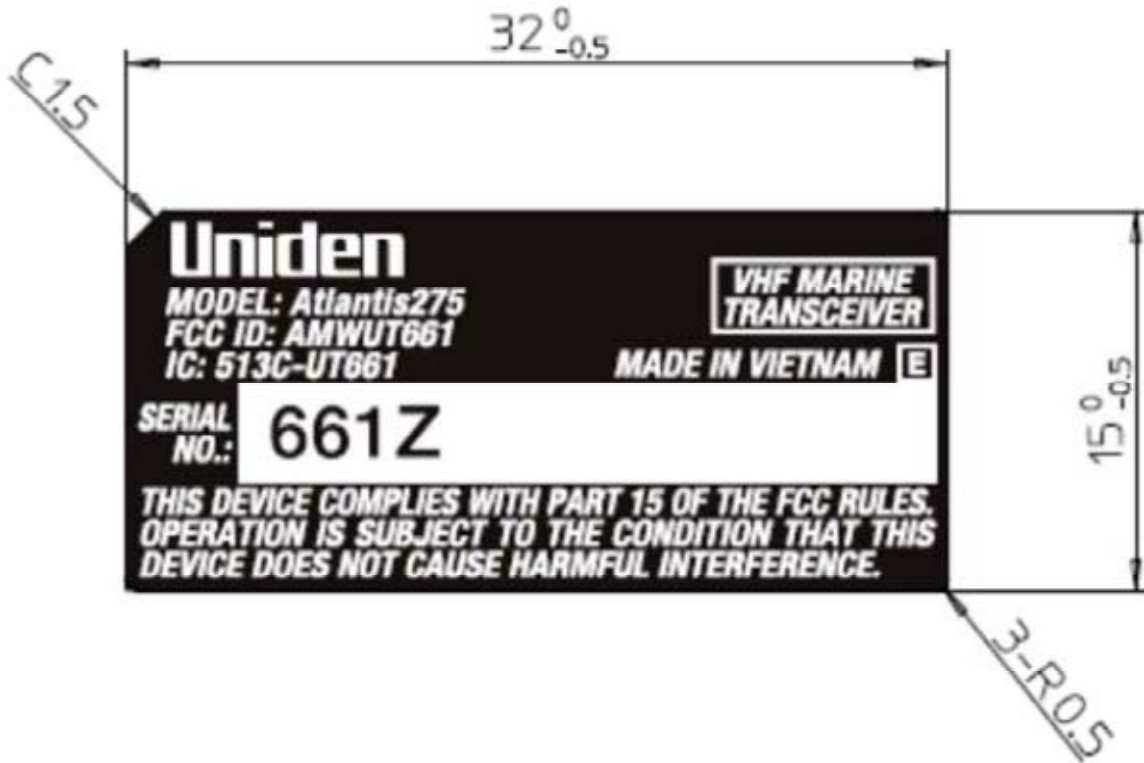 32 0 -0.5
C1.5
Uniden
MODEL: Atlantis275
FCC ID: AMWUT661
IC: 513C-UT661
VHF MARINE
TRANSCEIVER
MADE IN VIETNAM E
SERIAL
NO.:
661Z
15 0 -0.5
THIS DEVICE COMPLIES WITH PART 15 OF THE FCC RULES.
OPERATION IS SUBJECT TO THE CONDITION THAT THIS
DEVICE DOES NOT CAUSE HARMFUL INTERFERENCE.
3-R0.5